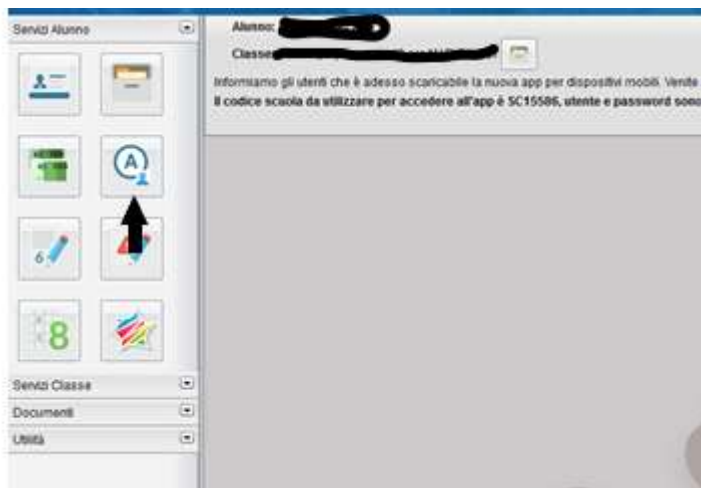 Servizi Alunno
Alunno:
Classe
Informiamo gli utenti che è adesso scaricabile la nuova app per dispositivi mobili. Venite
Il codice scuola da utilizzare per accedere all'app è SC15586, utente e password sono
A
6
8
Servizi Classe
Documenti
Utilità